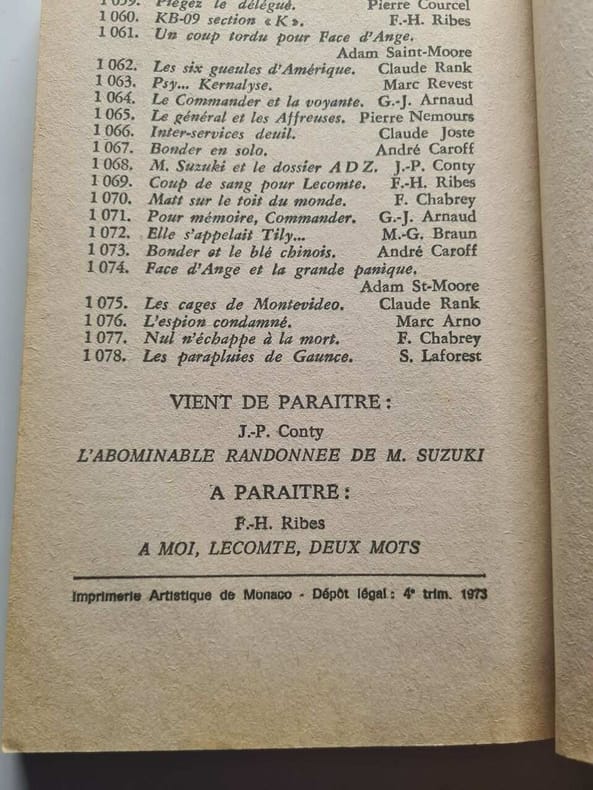 1 059. Piégez le délégué. Pierre Courcel
1 060. KB-09 section « K ». F.-H. Ribes
1 061. Un coup tordu pour Face d'Ange.
Adam Saint-Moore
1 062. Les six gueules d'Amérique. Claude Rank
1 063. Psy... Kernalyse. Marc Revest
1 064. Le Commander et la voyante. G.-J. Arnaud
1 065. Le général et les Affreuses. Pierre Nemours
1 066. Inter-services deuil. Claude Joste
1 067. Bonder en solo. André Caroff
1 068. M. Suzuki et le dossier A D Z. J.-P. Conty
1 069. Coup de sang pour Lecomte. F.-H. Ribes
1 070. Matt sur le toit du monde. F. Chabrey
1 071. Pour mémoire, Commander. G.-J. Arnaud
1 072. Elle s'appelait Tily... M.-G. Braun
1 073. Bonder et le blé chinois. André Caroff
1 074. Face d'Ange et la grande panique.
Adam St-Moore
1 075. Les cages de Montevideo. Claude Rank
1 076. L'espion condamné. Marc Arno
1 077. Nul n'échappe à la mort. F. Chabrey
1 078. Les parapluies de Gaunce. S. Laforest
VIENT DE PARAITRE :
J.-P. Conty
L'ABOMINABLE RANDONNEE DE M. SUZUKI
A PARAITRE :
F.-H. Ribes
A MOI, LECOMTE, DEUX MOTS
Imprimerie Artistique de Monaco - Dépôt légal : 4e trim. 1973